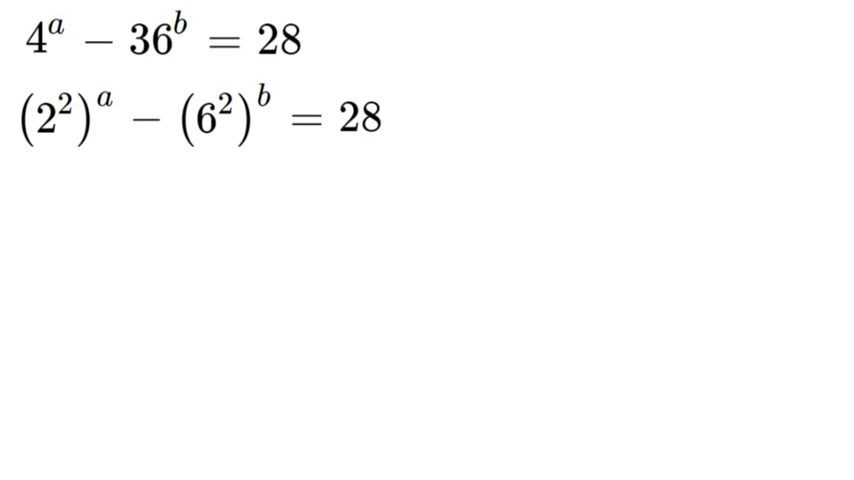 4^a − 36^b = 28
(2^2)^a − (6^2)^b = 28